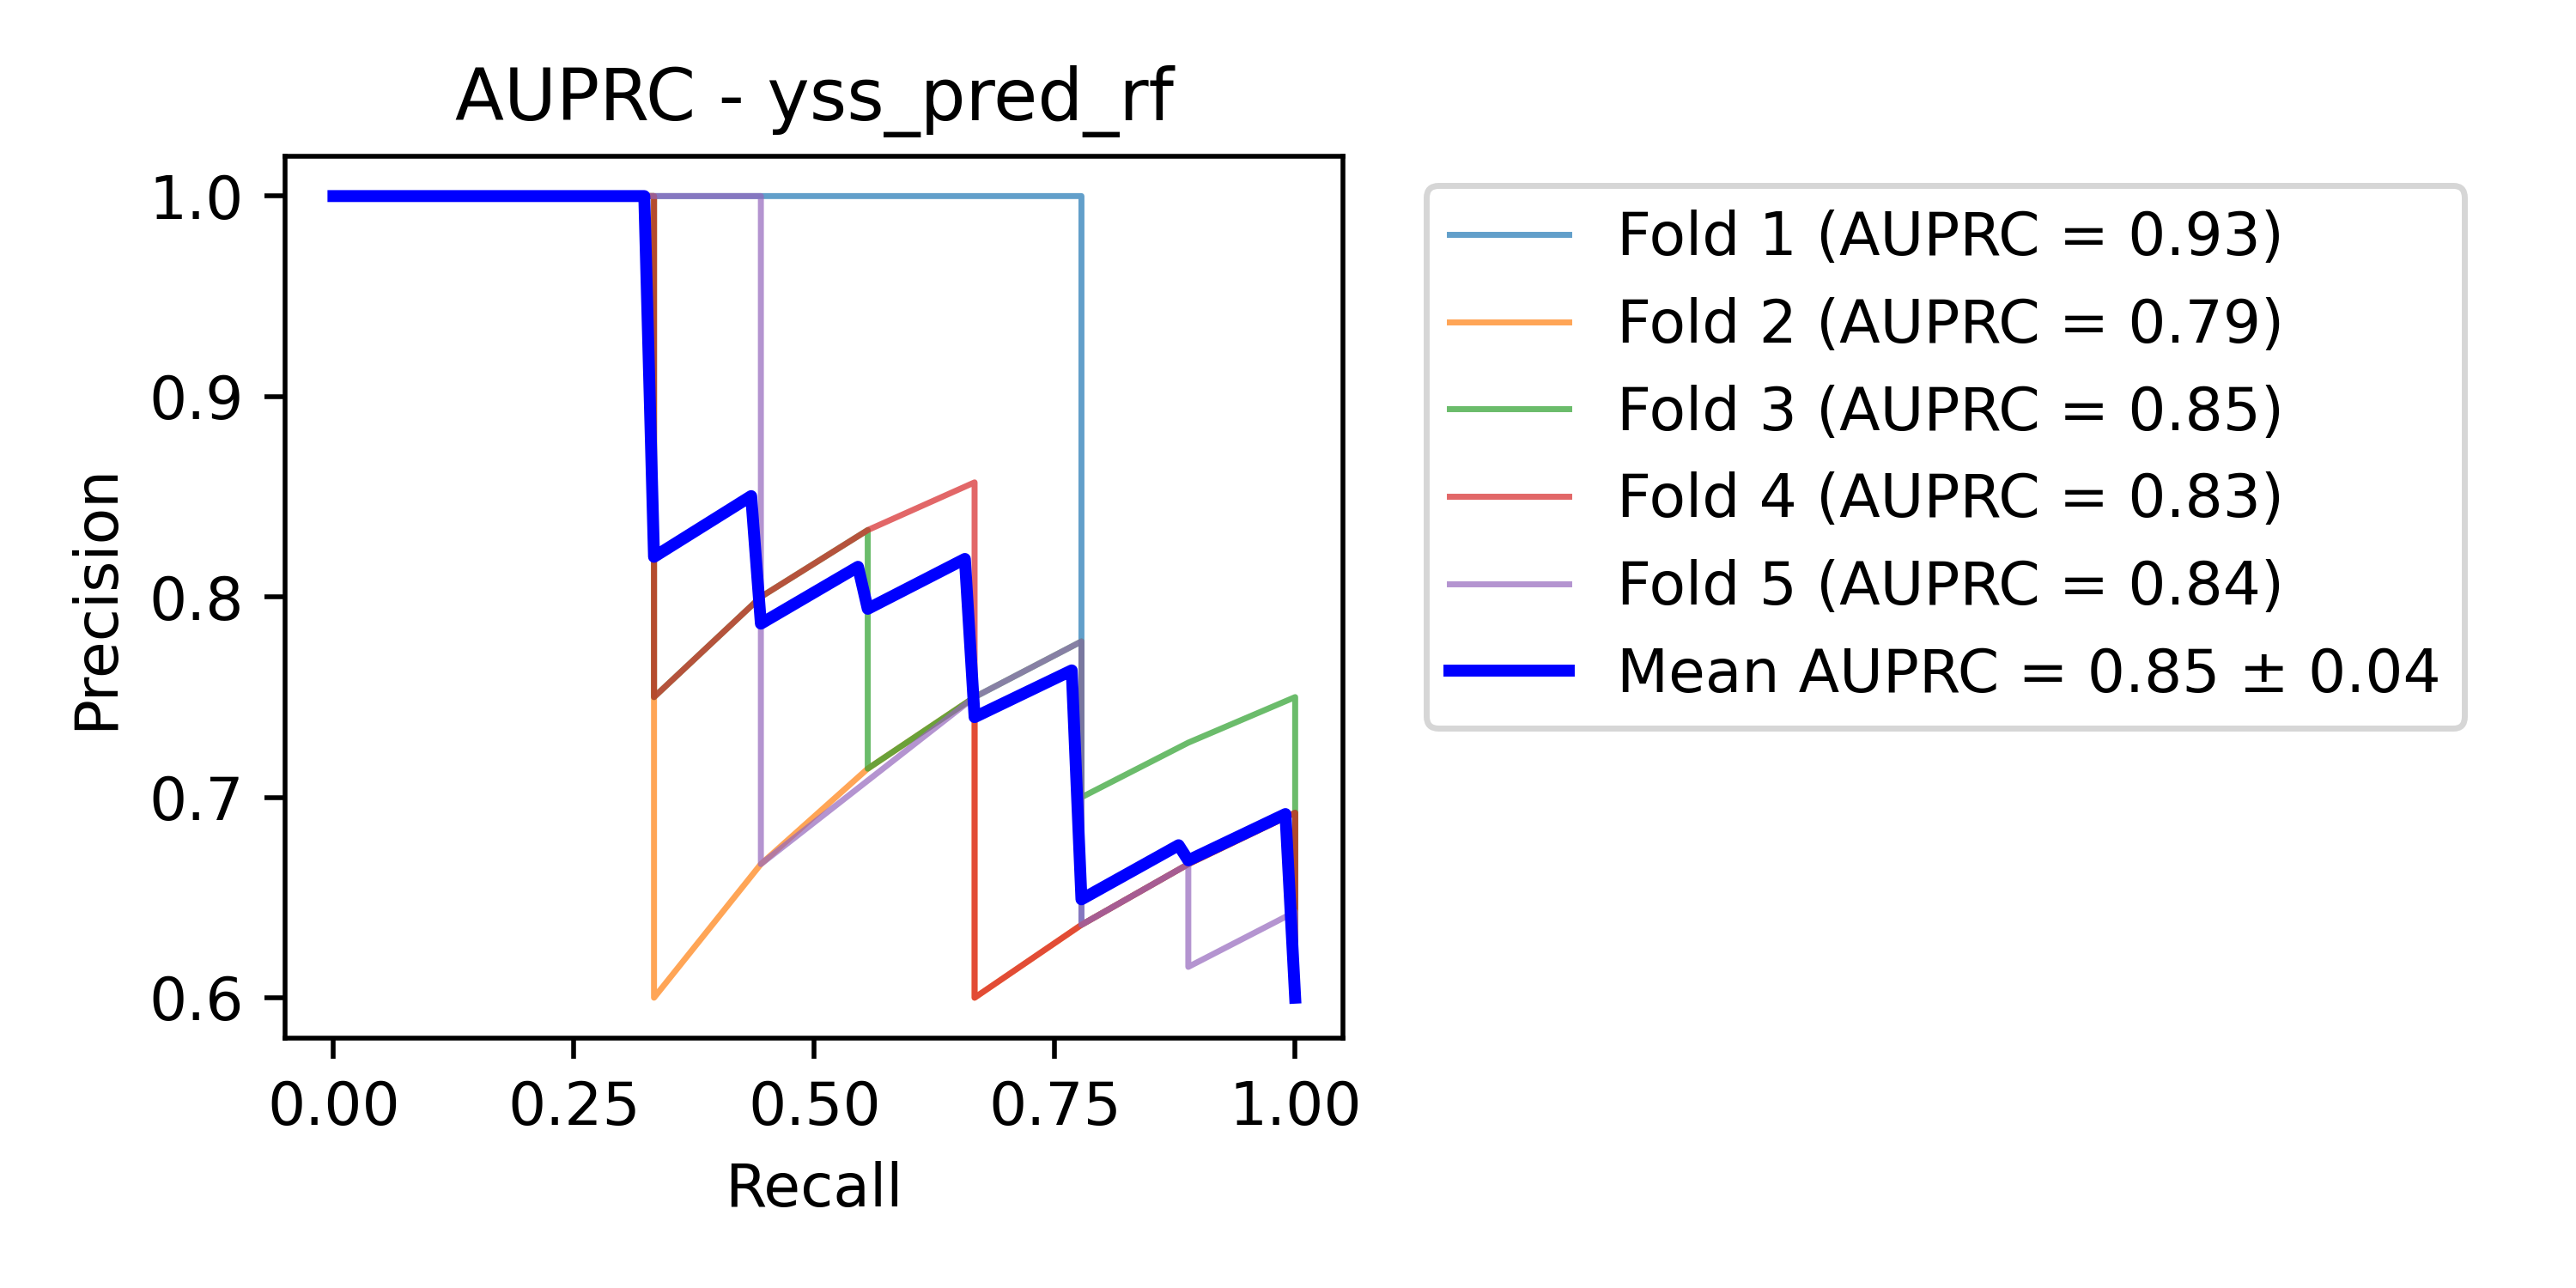 AUPRC - yss_pred_rf
1.0
0.9
0.8
0.7
0.6
Precision
0.00 0.25 0.50 0.75 1.00
Recall
Fold 1 (AUPRC = 0.93)
Fold 2 (AUPRC = 0.79)
Fold 3 (AUPRC = 0.85)
Fold 4 (AUPRC = 0.83)
Fold 5 (AUPRC = 0.84)
Mean AUPRC = 0.85 ± 0.04